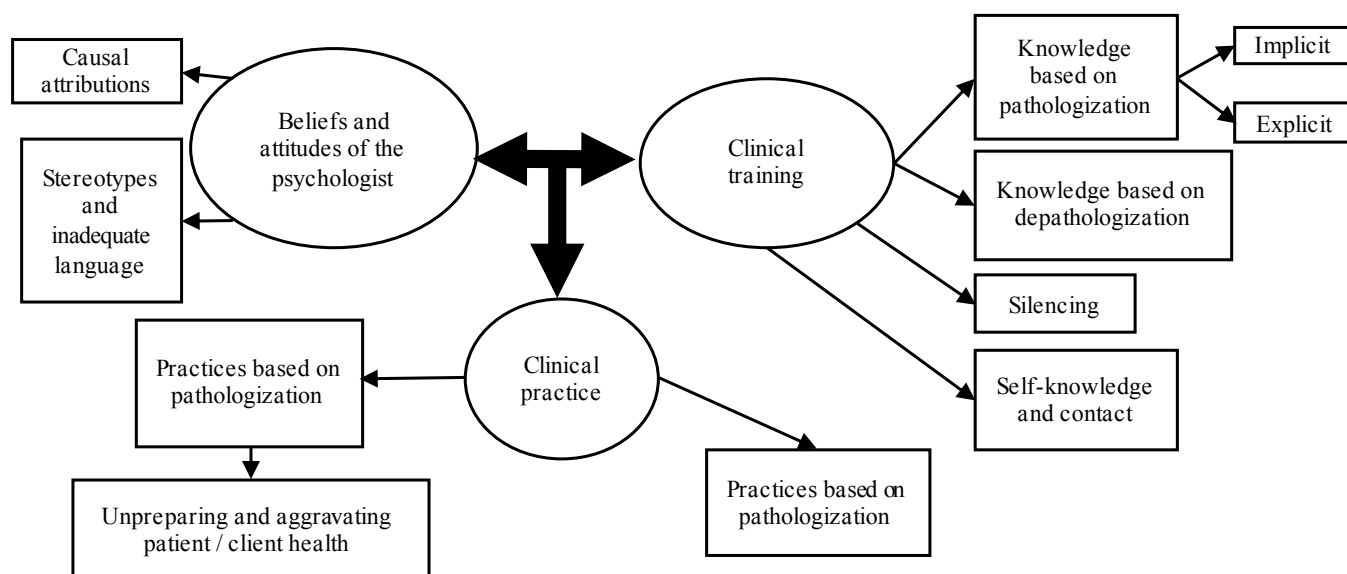 Causal
attributions
Stereotypes
and
inadequate
language
Beliefs and
attitudes of the
psychologist
Clinical
training
Knowledge
based on
pathologization
Implicit
Explicit
Knowledge based on
depathologization
Silencing
Self-knowledge
and contact
Clinical
practice
Practices based on
pathologization
Unpreparing and aggravating
patient / client health
Practices based on
pathologization